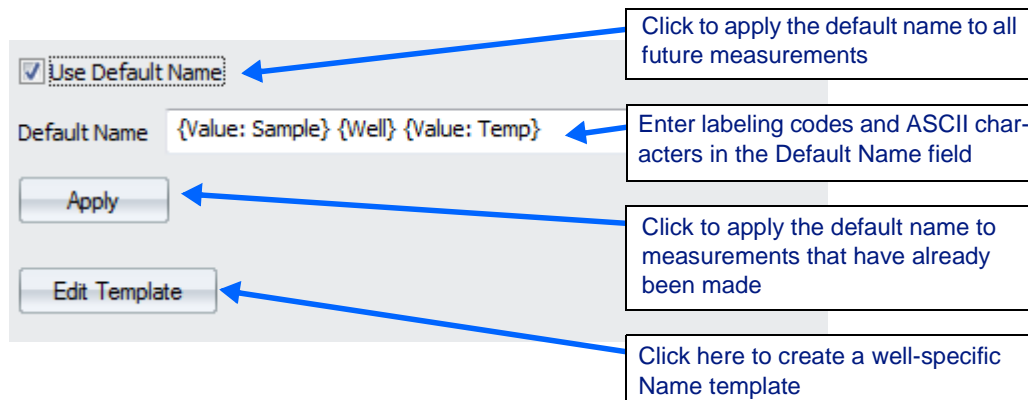 Click to apply the default name to all
future measurements
Use Default Name
Default Name {Value: Sample} {Well} {Value: Temp}
Enter labeling codes and ASCII char-
acters in the Default Name field
Apply
Click to apply the default name to
measurements that have already
been made
Edit Template
Click here to create a well-specific
Name template